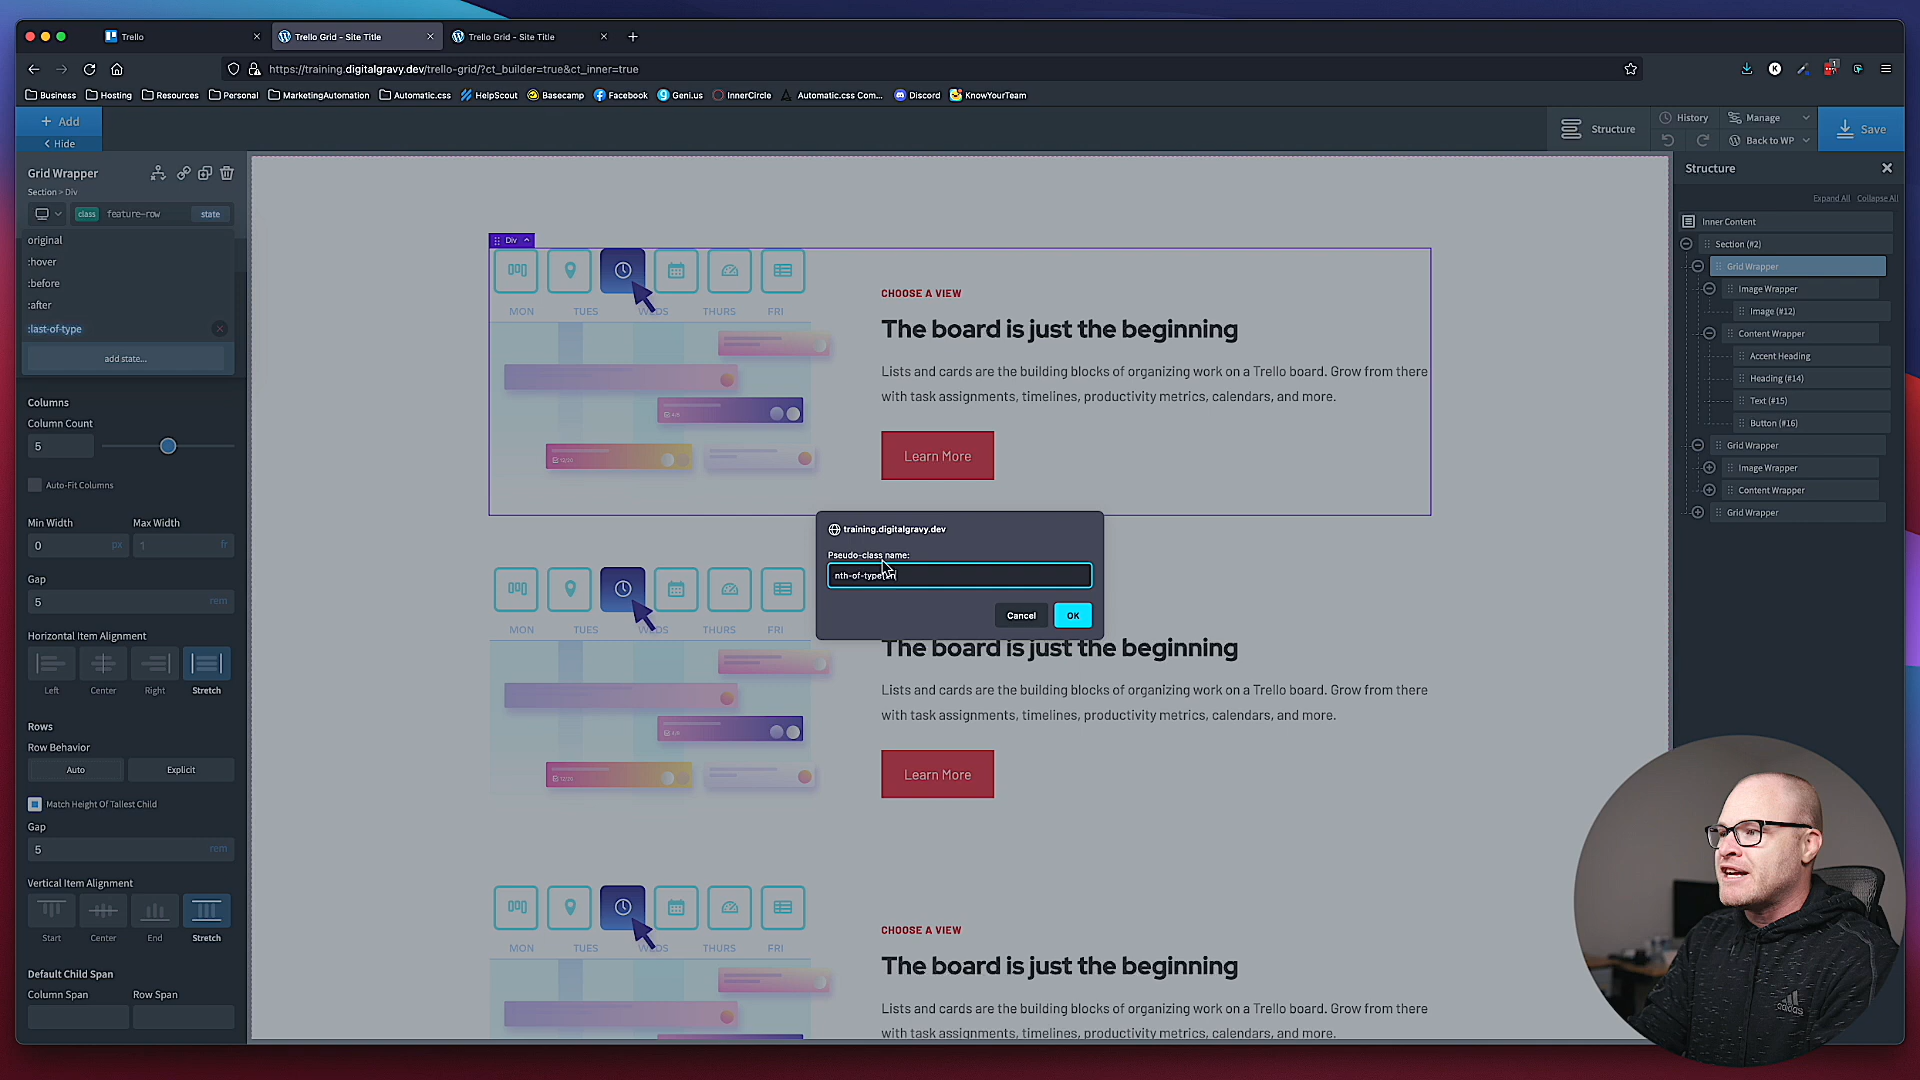 Trello
Trello Grid - Site Title
Trello Grid - Site Title
https://training.digitalgravy.dev/trello-grid/?ct_builder=true&ct_inner=true
Business
Hosting
Resources
Personal
MarketingAutomation
Automatic.css
HelpScout
Basecamp
Facebook
Geni.us
InnerCircle
Automatic.css Com...
Discord
KnowYourTeam
+ Add
< Hide
Structure
History
Manage
Back to WP
Save
Grid Wrapper
Section > Div
class feature-row state
original
:hover
:before
:after
:last-of-type
add state...
Columns
Column Count
5
Auto-Fit Columns
Min Width Max Width
0 px 1 fr
Gap
5 rem
Horizontal Item Alignment
Left Center Right Stretch
Rows
Row Behavior
Auto Explicit
Match Height Of Tallest Child
Gap
5 rem
Vertical Item Alignment
Start Center End Stretch
Default Child Span
Column Span Row Span
Div
MON TUES WEDS THURS FRI
4/5
12/20
CHOOSE A VIEW
The board is just the beginning
Lists and cards are the building blocks of organizing work on a Trello board. Grow from there
with task assignments, timelines, productivity metrics, calendars, and more.
Learn More
training.digitalgravy.dev
Pseudo-class name:
Cancel
OK
MON TUES WEDS THURS FRI
12/20
The board is just the beginning
Lists and cards are the building blocks of organizing work on a Trello board. Grow from there
with task assignments, timelines, productivity metrics, calendars, and more.
Learn More
MON TUES WEDS THURS FRI
CHOOSE A VIEW
The board is just the beginning
Lists and cards are the building blocks of organizing work on a Trello board. Grow from there
with task assignments, timelines, productivity metrics, calendars, and more.
Structure
Expand All Collapse All
Inner Content
Section (#2)
Grid Wrapper
Image Wrapper
Image (#12)
Content Wrapper
Accent Heading
Heading (#14)
Text (#15)
Button (#16)
Grid Wrapper
Image Wrapper
Content Wrapper
Grid Wrapper
adidas